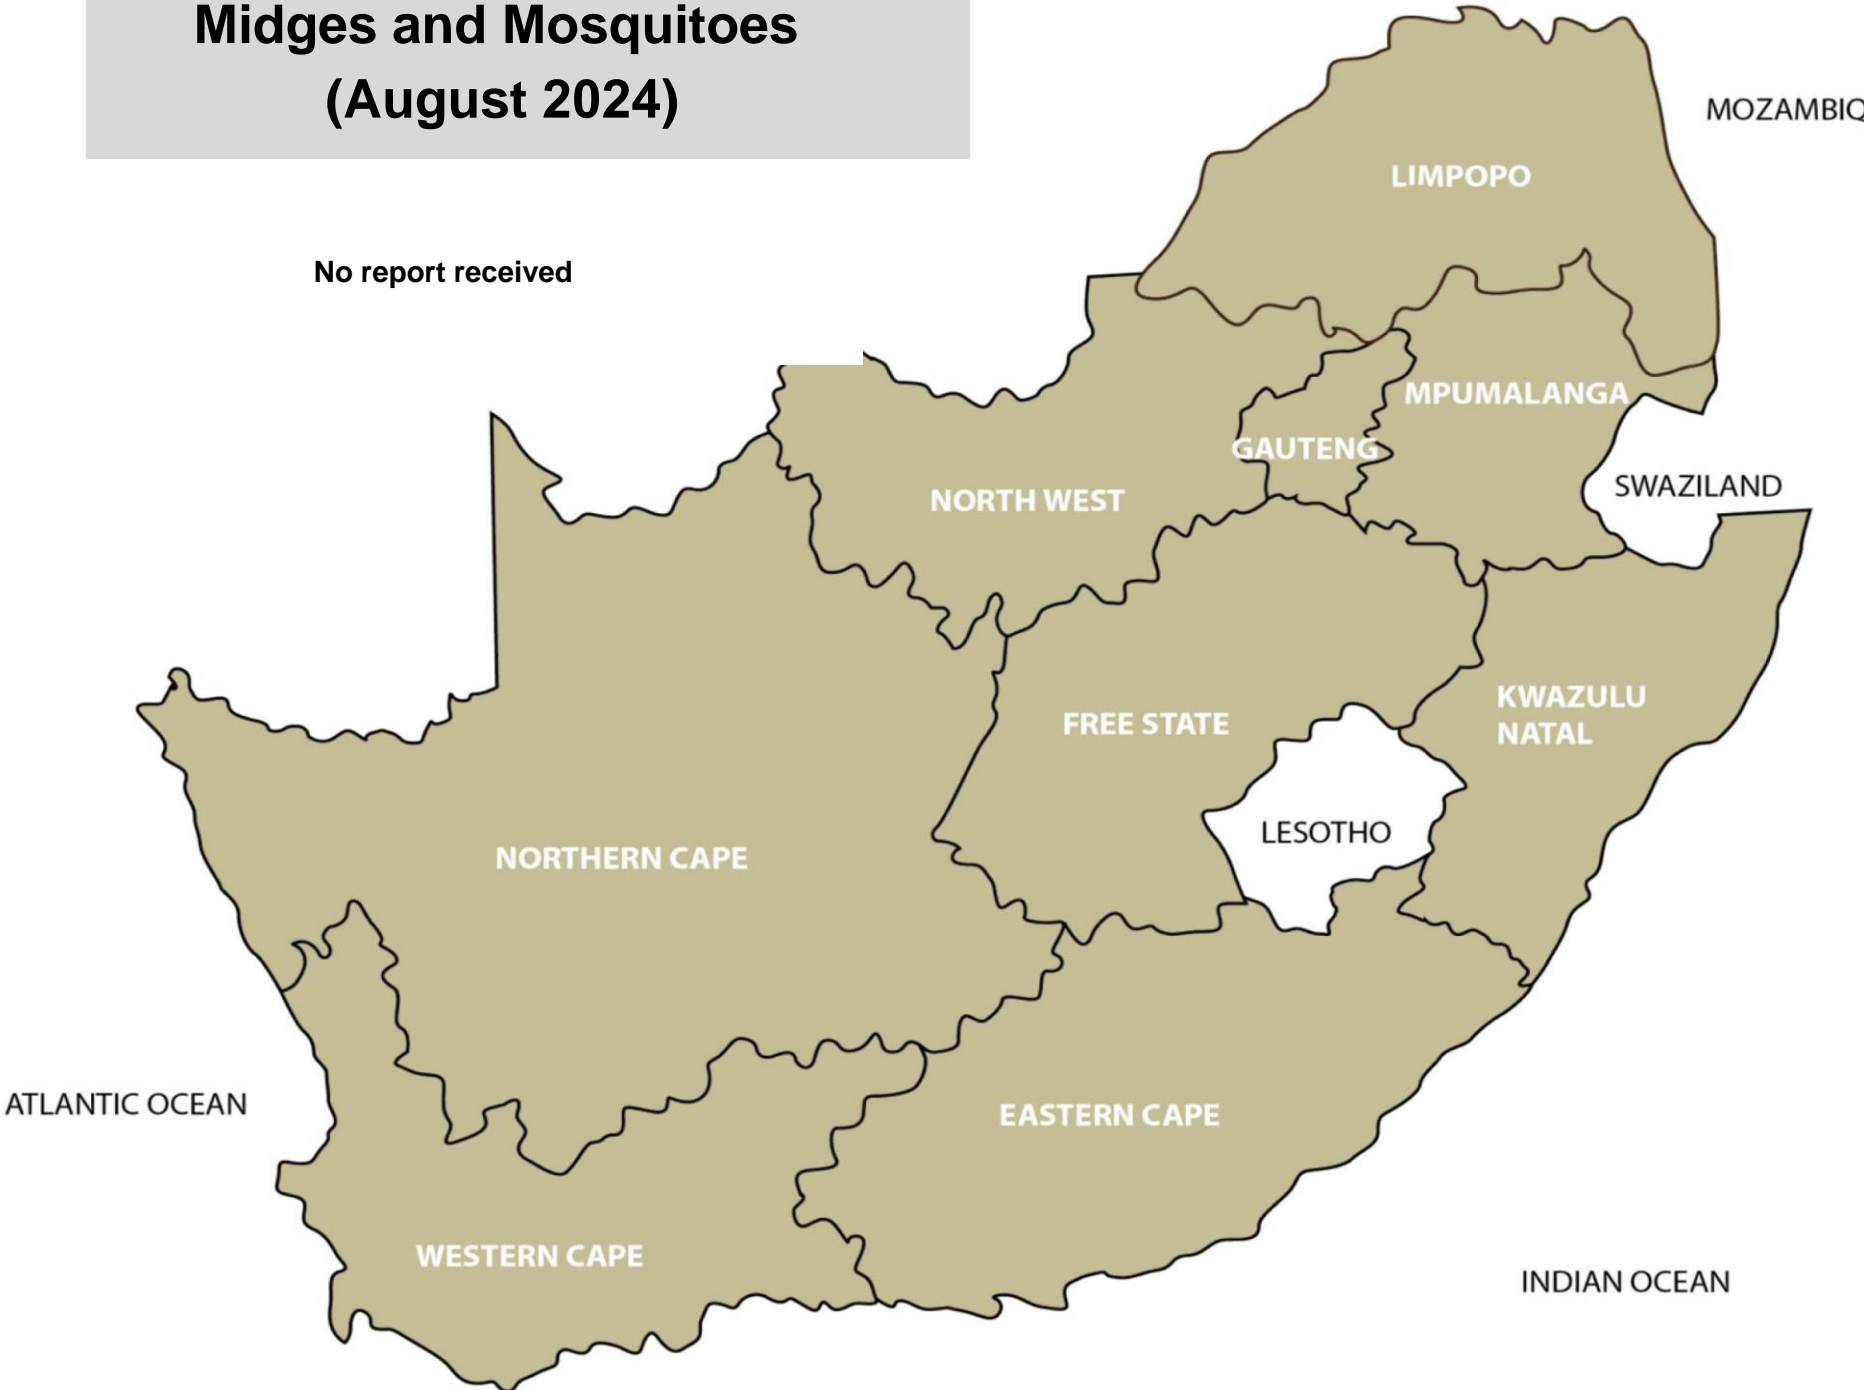 Midges and Mosquitoes
(August 2024)
MOZAMBIQ
LIMPOPO
No report received
MPUMALANGA
GAUTENG
SWAZILAND
NORTH WEST
KWAZULU
NATAL
FREE STATE
LESOTHO
NORTHERN CAPE
ATLANTIC OCEAN
EASTERN CAPE
WESTERN CAPE
INDIAN OCEAN